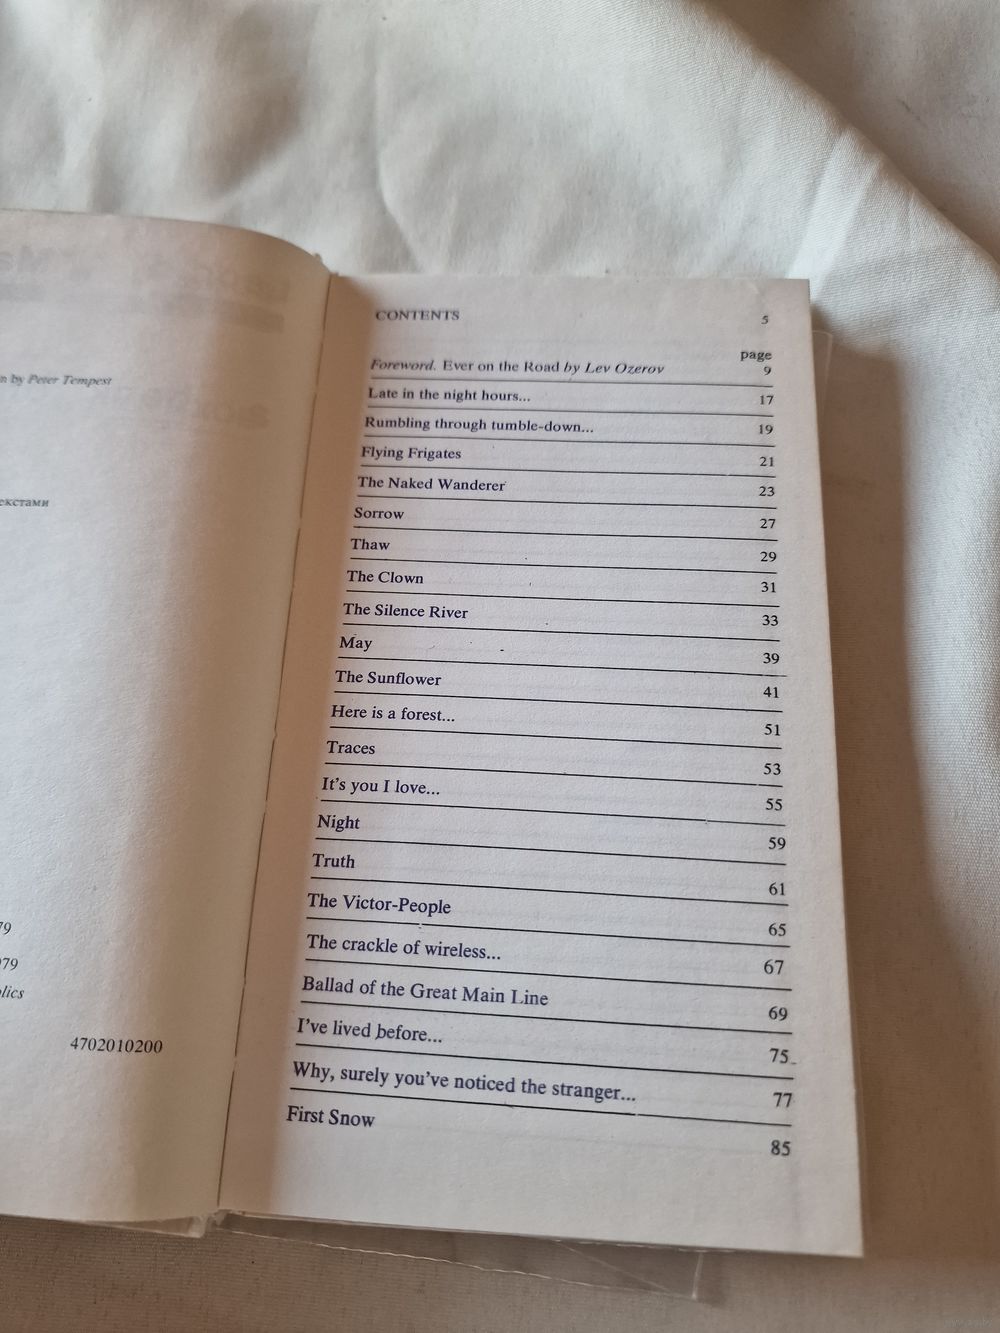 n by Peter Tempest
екстами
79
979
blics
4702010200
CONTENTS 5
page
Foreword. Ever on the Road by Lev Ozerov 9
Late in the night hours... 17
Rumbling through tumble-down... 19
Flying Frigates 21
The Naked Wanderer 23
Sorrow 27
Thaw 29
The Clown 31
The Silence River 33
May 39
The Sunflower 41
Here is a forest... 51
Traces 53
It's you I love... 55
Night 59
Truth 61
The Victor-People 65
The crackle of wireless... 67
Ballad of the Great Main Line 69
I've lived before... 75
Why, surely you've noticed the stranger... 77
First Snow 85